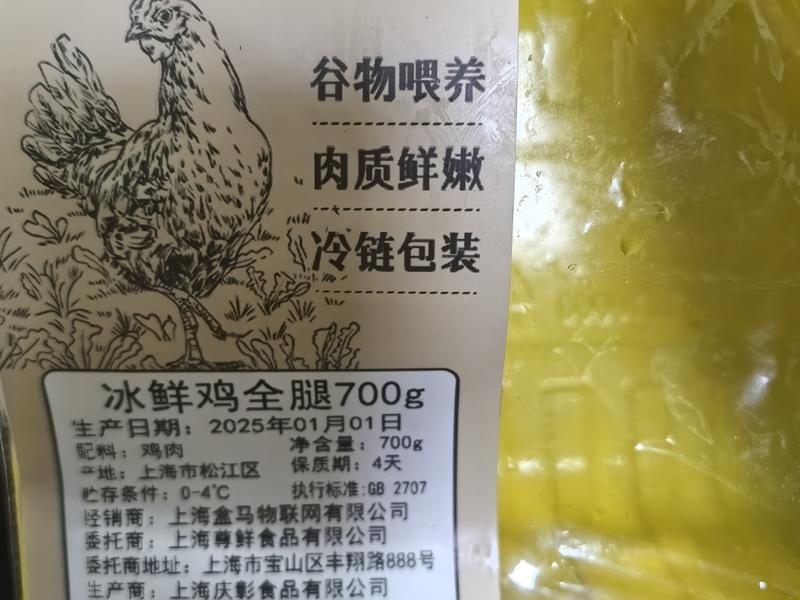 谷物喂养
肉质鲜嫩
冷链包装
冰鲜鸡全腿700g
生产日期：2025年01月01日
配料：鸡肉 净含量：700g
产地：上海市松江区 保质期：4天
贮存条件：0-4℃ 执行标准:GB 2707
经销商：上海盒马物联网有限公司
委托商：上海尊鲜食品有限公司
委托商地址：上海市宝山区丰翔路888号
生产商：上海庆彰食品有限公司